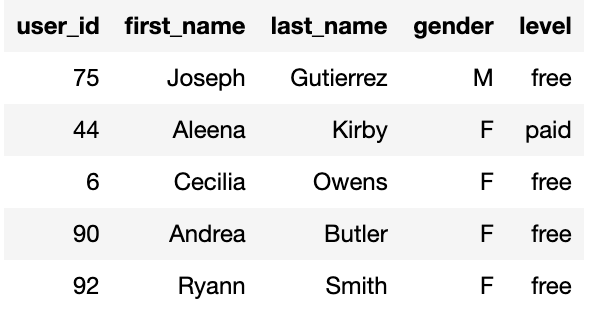 user_id first_name last_name gender level
75 Joseph Gutierrez M free
44 Aleena Kirby F paid
6 Cecilia Owens F free
90 Andrea Butler F free
92 Ryann Smith F free